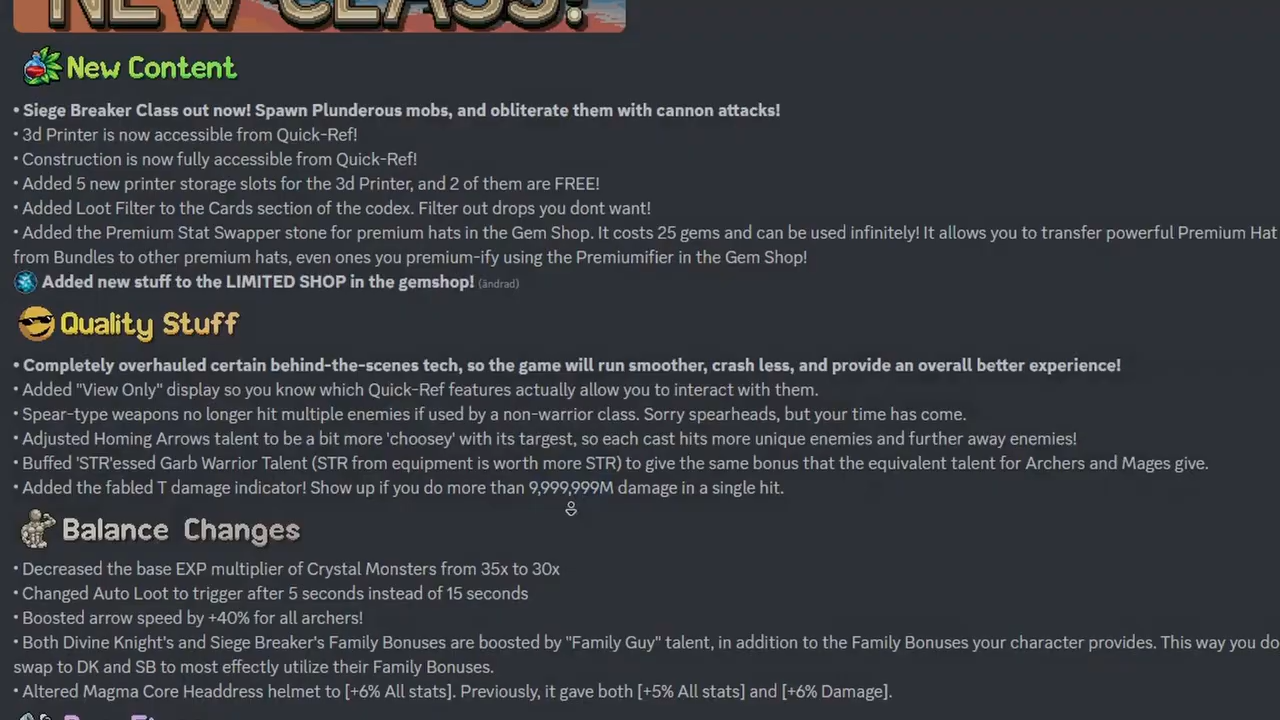 NEW CLASS!
New Content
• Siege Breaker Class out now! Spawn Plunderous mobs, and obliterate them with cannon attacks!
• 3d Printer is now accessible from Quick-Ref!
• Construction is now fully accessible from Quick-Ref!
• Added 5 new printer storage slots for the 3d Printer, and 2 of them are FREE!
• Added Loot Filter to the Cards section of the codex. Filter out drops you dont want!
• Added the Premium Stat Swapper stone for premium hats in the Gem Shop. It costs 25 gems and can be used infinitely! It allows you to transfer powerful Premium Hat
from Bundles to other premium hats, even ones you premium-ify using the Premiumifier in the Gem Shop!
Added new stuff to the LIMITED SHOP in the gemshop! (ändrad)
Quality Stuff
• Completely overhauled certain behind-the-scenes tech, so the game will run smoother, crash less, and provide an overall better experience!
• Added "View Only" display so you know which Quick-Ref features actually allow you to interact with them.
• Spear-type weapons no longer hit multiple enemies if used by a non-warrior class. Sorry spearheads, but your time has come.
• Adjusted Homing Arrows talent to be a bit more 'choosey' with its targest, so each cast hits more unique enemies and further away enemies!
• Buffed 'STR'essed Garb Warrior Talent (STR from equipment is worth more STR) to give the same bonus that the equivalent talent for Archers and Mages give.
• Added the fabled T damage indicator! Show up if you do more than 9,999,999M damage in a single hit.
Balance Changes
• Decreased the base EXP multiplier of Crystal Monsters from 35x to 30x
• Changed Auto Loot to trigger after 5 seconds instead of 15 seconds
• Boosted arrow speed by +40% for all archers!
• Both Divine Knight's and Siege Breaker's Family Bonuses are boosted by "Family Guy" talent, in addition to the Family Bonuses your character provides. This way you do
swap to DK and SB to most effectly utilize their Family Bonuses.
• Altered Magma Core Headdress helmet to [+6% All stats]. Previously, it gave both [+5% All stats] and [+6% Damage].